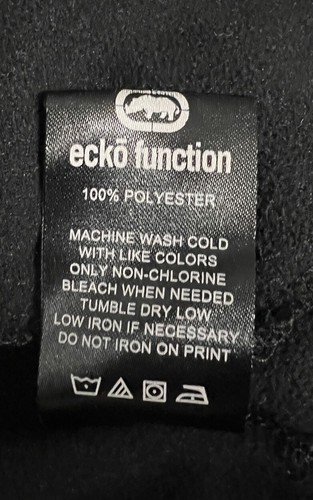 eckō function
100% POLYESTER
MACHINE WASH COLD
WITH LIKE COLORS
ONLY NON-CHLORINE
BLEACH WHEN NEEDED
TUMBLE DRY LOW
LOW IRON IF NECESSARY
DO NOT IRON ON PRINT